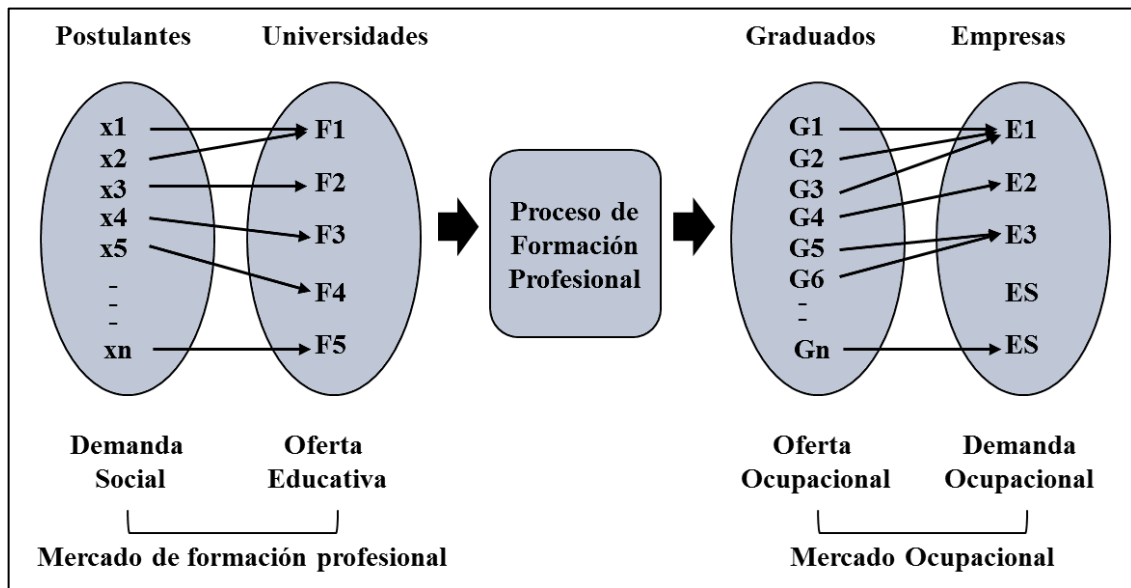 Postulantes
Universidades
x1
x2
x3
x4
x5
-
-
-
xn
F1
F2
F3
F4
F5
Demanda
Social
Oferta
Educativa
Mercado de formación profesional
Proceso de
Formación
Profesional
Graduados
Empresas
G1
G2
G3
G4
G5
G6
-
-
Gn
E1
E2
E3
ES
ES
Oferta
Ocupacional
Demanda
Ocupacional
Mercado Ocupacional